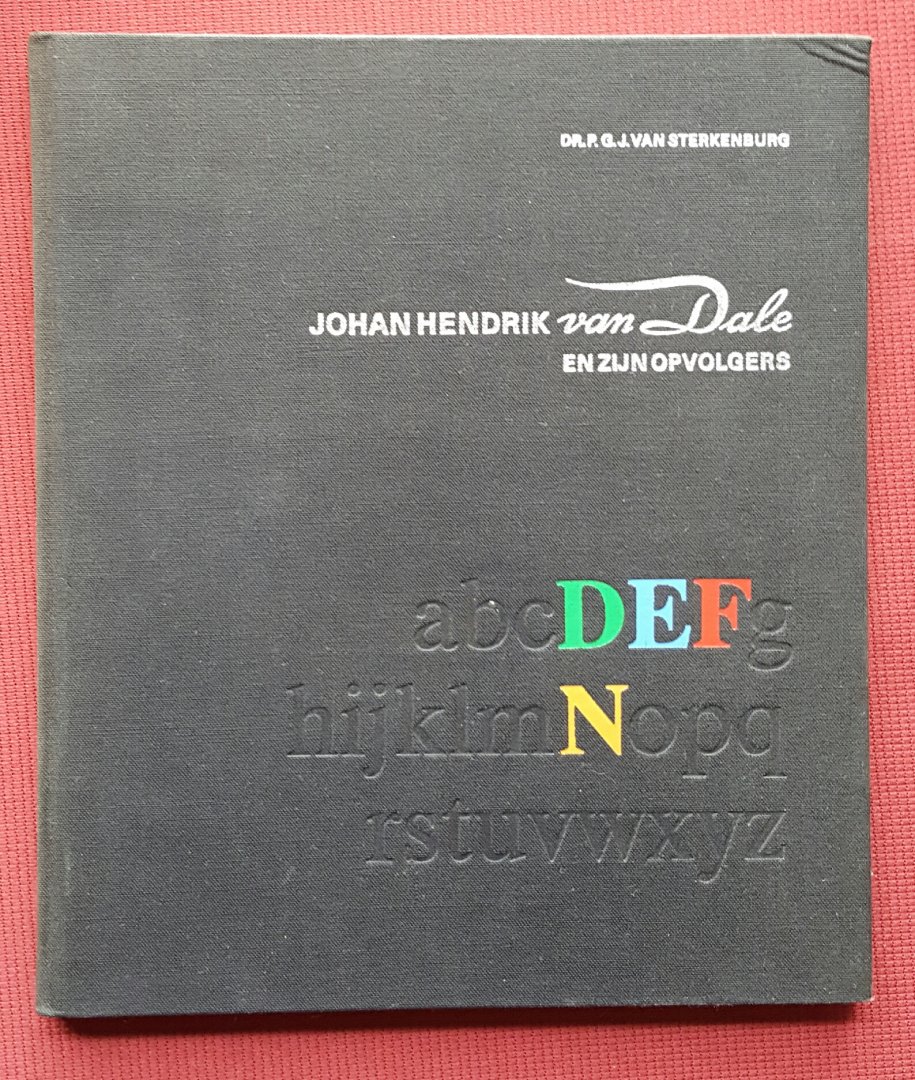 DR. P. G. J. VAN STERKENBURG
JOHAN HENDRIK van Dale
EN ZIJN OPVOLGERS
abcDEFg
hijklmNopq
rstuvwxyz